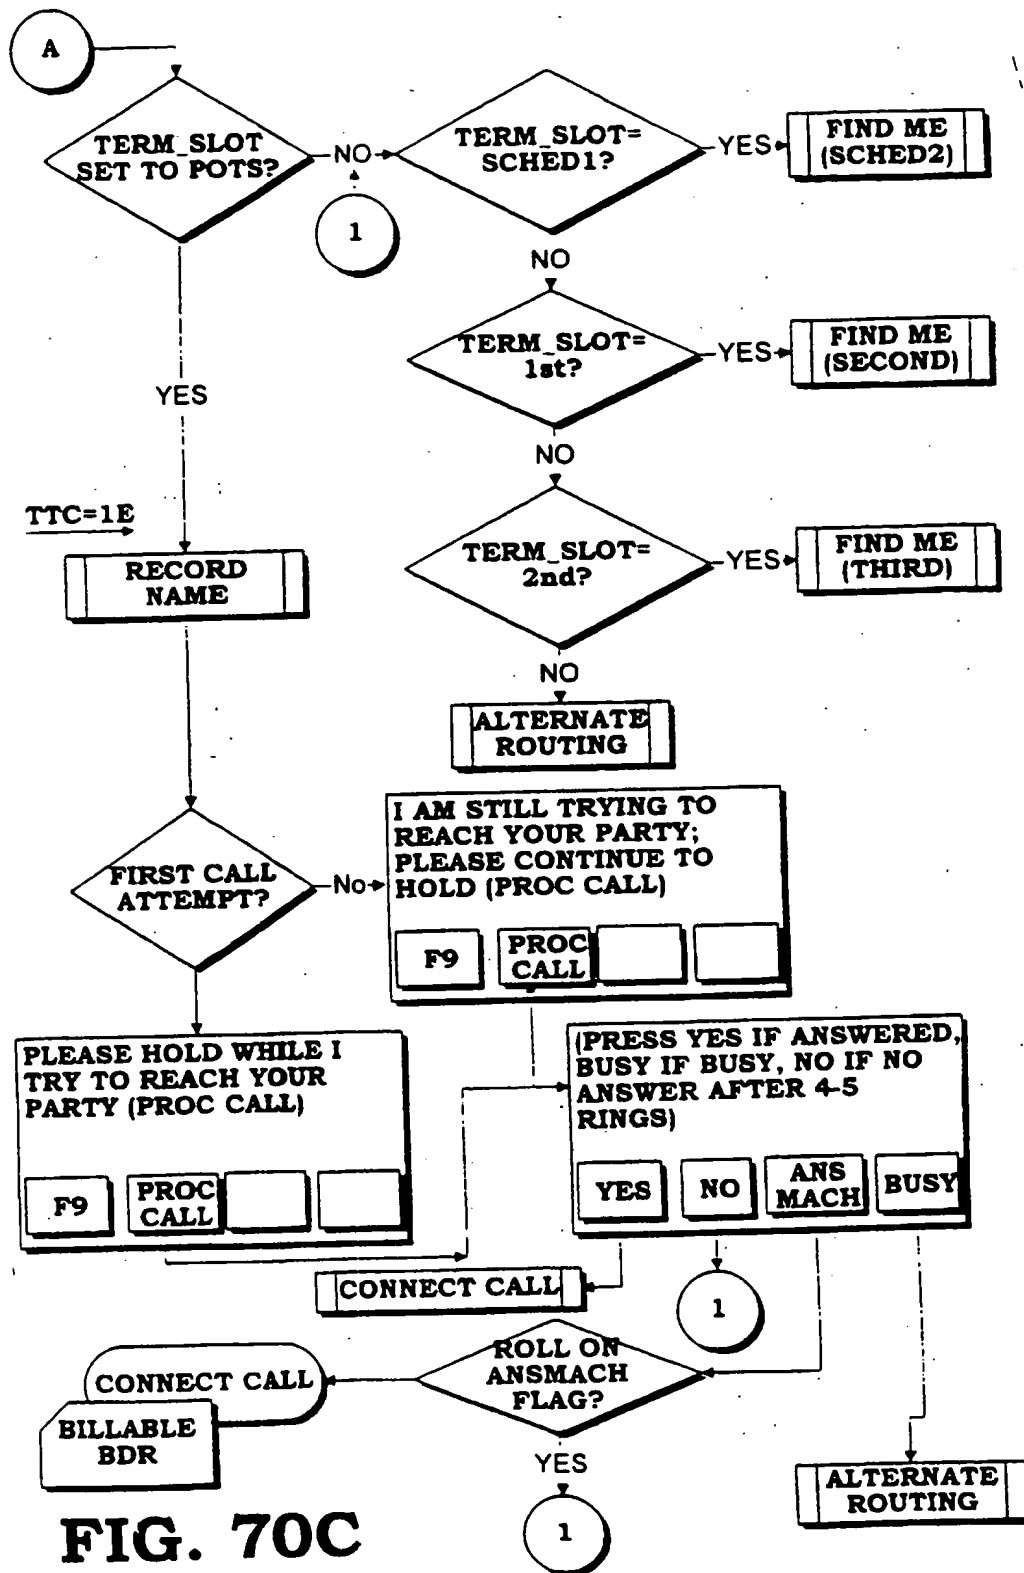 A
TERM_SLOT
SET TO POTS?
NO
1
TERM_SLOT=
SCHED1?
YES
FIND ME
(SCHED2)
NO
TERM_SLOT=
1st?
YES
FIND ME
(SECOND)
YES
NO
TTC=1E
RECORD
NAME
TERM_SLOT=
2nd?
YES
FIND ME
(THIRD)
NO
ALTERNATE
ROUTING
FIRST CALL
ATTEMPT?
No
I AM STILL TRYING TO
REACH YOUR PARTY;
PLEASE CONTINUE TO
HOLD (PROC CALL)
F9
PROC
CALL
PLEASE HOLD WHILE I
TRY TO REACH YOUR
PARTY (PROC CALL)
F9
PROC
CALL
(PRESS YES IF ANSWERED,
BUSY IF BUSY, NO IF NO
ANSWER AFTER 4-5
RINGS)
YES
NO
ANS
MACH
BUSY
CONNECT CALL
1
ROLL ON
ANSMACH
FLAG?
CONNECT CALL
BILLABLE
BDR
YES
1
ALTERNATE
ROUTING
FIG. 70C